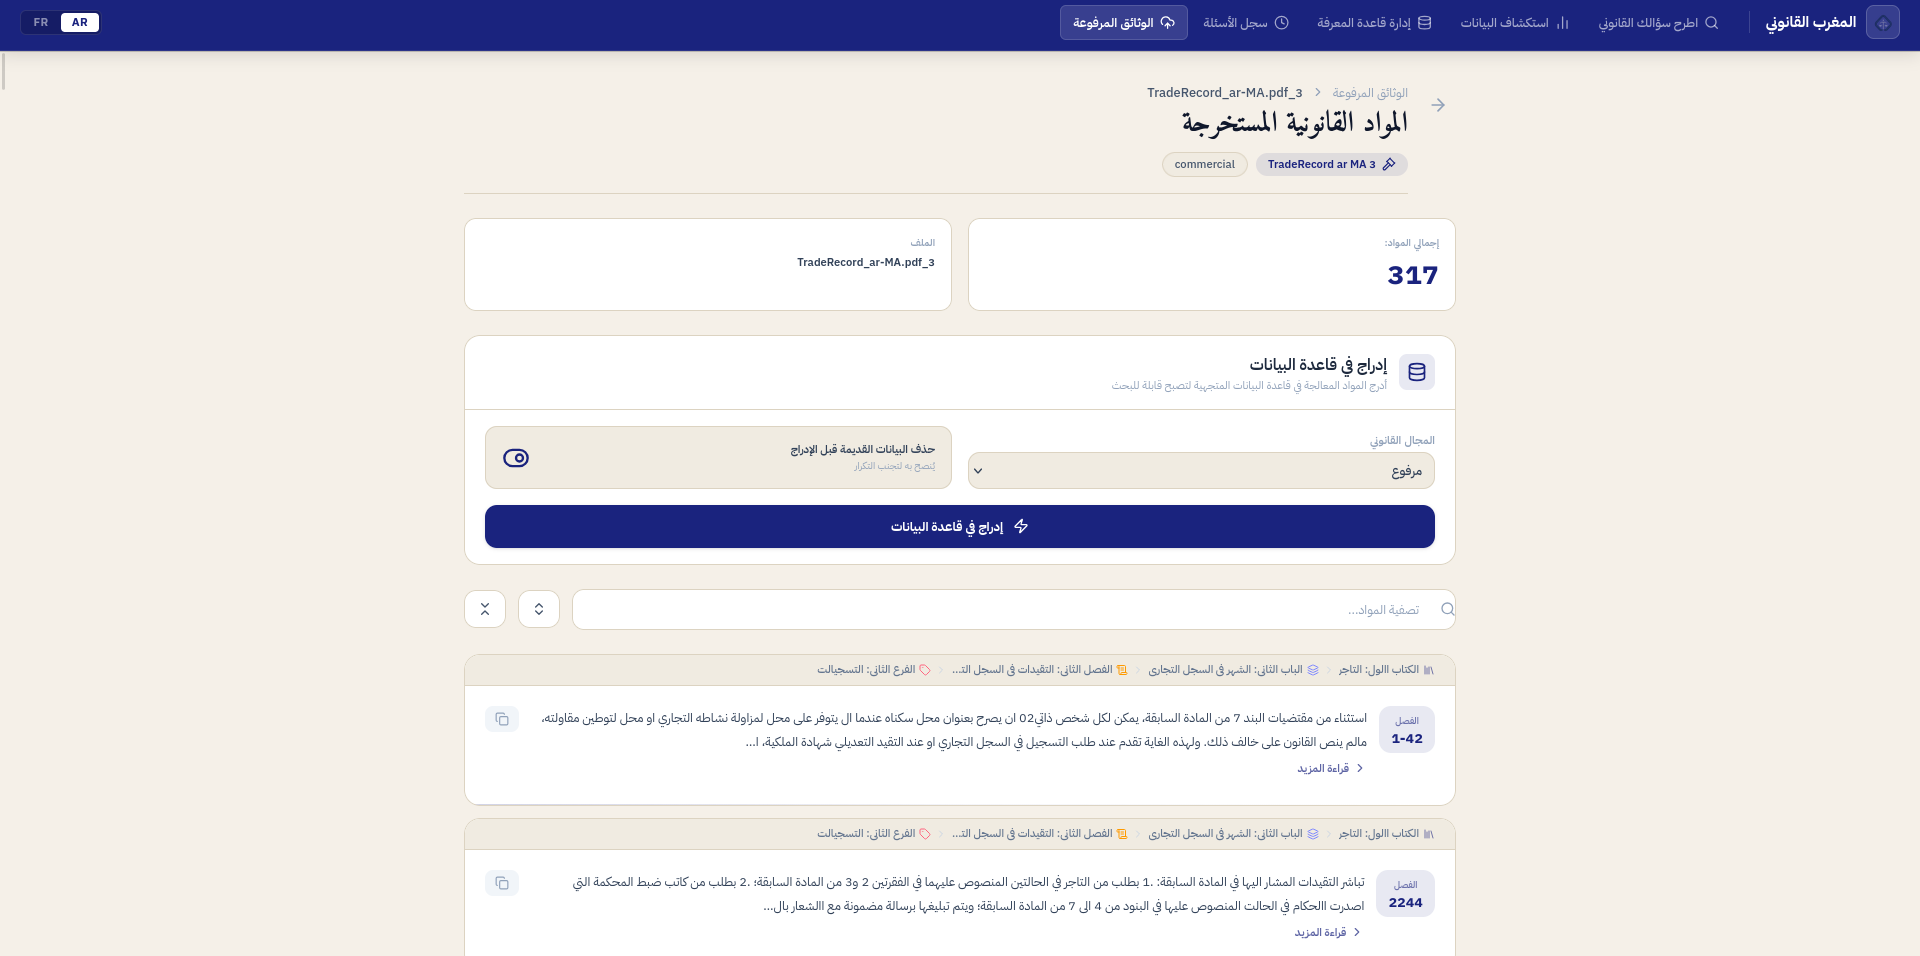 المغرب القانوني
اطرح سؤالك القانوني
استكشاف البيانات
إدارة قاعدة المعرفة
سجل الأسئلة
الوثائق المرفوعة
AR
FR
الوثائق المرفوعة
TradeRecord_ar-MA.pdf_3
المواد القانونية المستخرجة
TradeRecord ar MA 3
commercial
إجمالي المواد:
317
الملف
TradeRecord_ar-MA.pdf_3
إدراج في قاعدة البيانات
أدرج المواد المعالجة في قاعدة البيانات المتجهية لتصبح قابلة للبحث
المجال القانوني
مرفوع
حذف البيانات القديمة قبل الإدراج
يُنصح به لتجنب التكرار
إدراج في قاعدة البيانات
تصفية المواد...
الكتاب االول: التاجر
الباب الثاني: الشهر في السجل التجاري
الفصل الثاني: التقيدات في السجل التـ...
الفرع الثاني: التسجيالت
الفصل
1-42
استثناء من مقتضيات البند 7 من المادة السابقة، يمكن لكل شخص ذاتي02 ان يصرح بعنوان محل سكناه عندما ال يتوفر على محل لمزاولة نشاطه التجاري او محل لتوطين مقاولته،
مالم ينص القانون على خالف ذلك. ولهذه الغاية تقدم عند طلب التسجيل في السجل التجاري او عند التقيد التعديلي شهادة الملكية، ا...
قراءة المزيد
الكتاب االول: التاجر
الباب الثاني: الشهر في السجل التجاري
الفصل الثاني: التقيدات في السجل التـ...
الفرع الثاني: التسجيالت
الفصل
2244
تباشر التقيدات المشار اليها في المادة السابقة: .1 بطلب من التاجر في الحالتين المنصوص عليهما في الفقرتين 2 و3 من المادة السابقة؛ .2 بطلب من كاتب ضبط المحكمة التي
اصدرت االحكام في الحالت المنصوص عليها في البنود من 4 الى 7 من المادة السابقة؛ ويتم تبليغها برسالة مضمونة مع االشعار بال...
قراءة المزيد